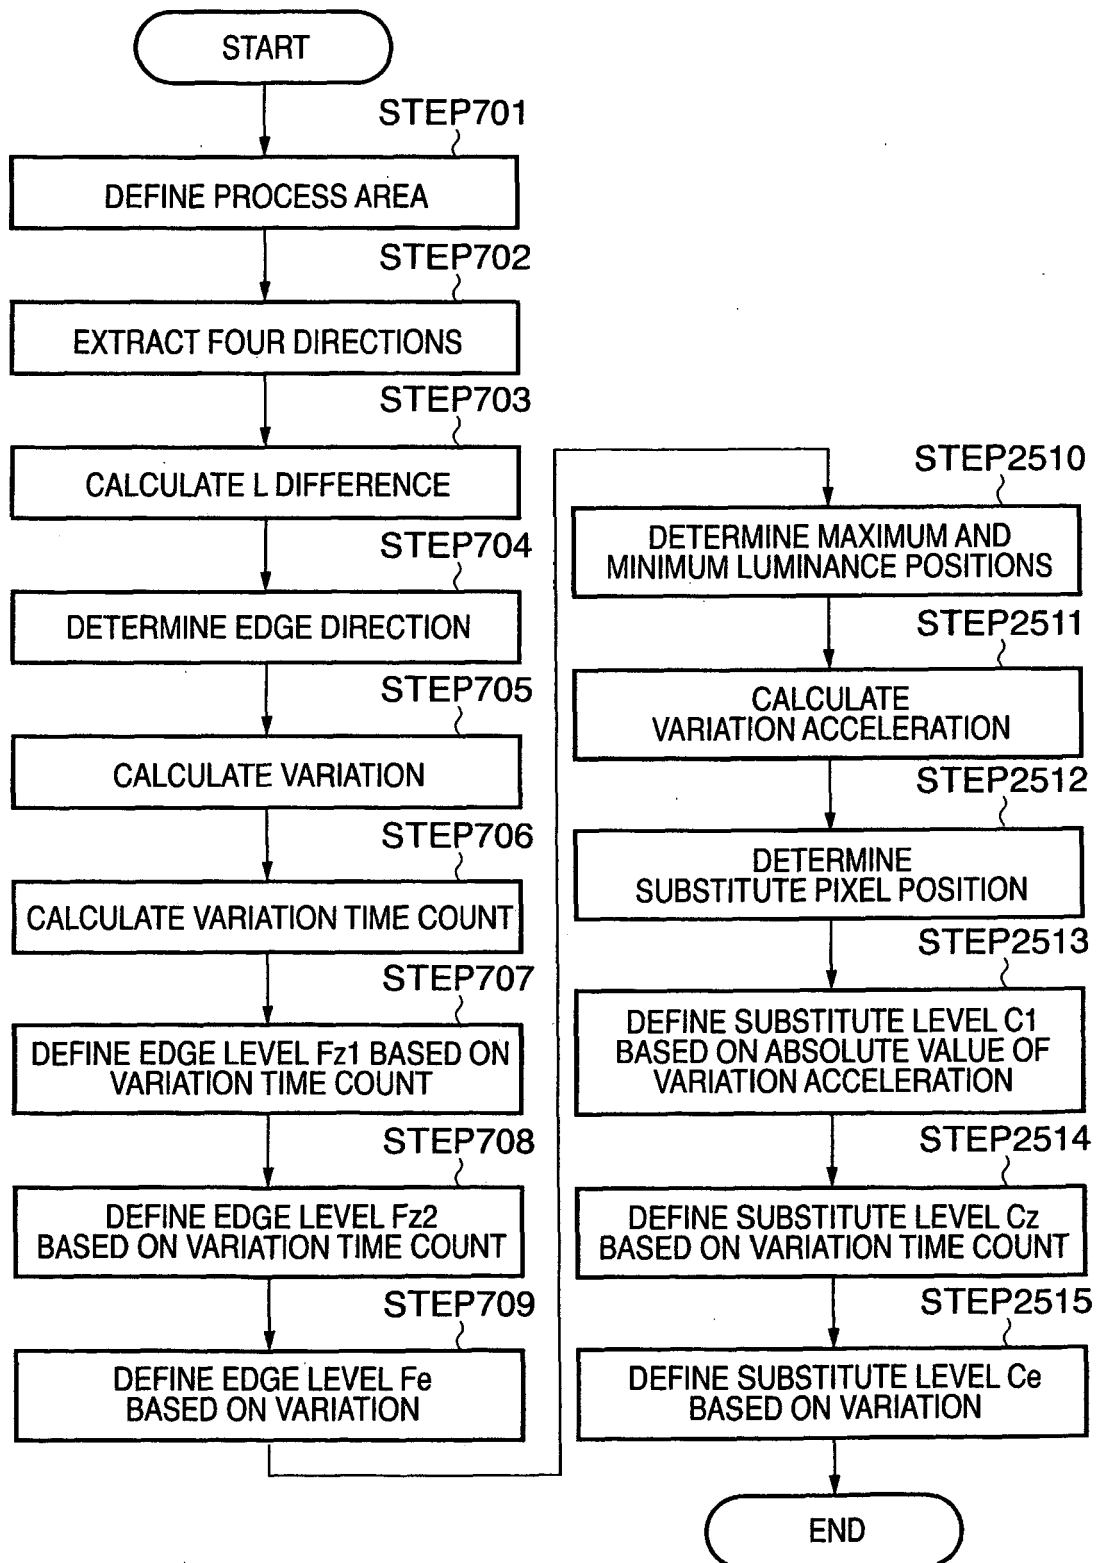 START
STEP701
DEFINE PROCESS AREA
STEP702
EXTRACT FOUR DIRECTIONS
STEP703
CALCULATE L DIFFERENCE
STEP704
DETERMINE EDGE DIRECTION
STEP705
CALCULATE VARIATION
STEP706
CALCULATE VARIATION TIME COUNT
STEP707
DEFINE EDGE LEVEL Fz1 BASED ON
VARIATION TIME COUNT
STEP708
DEFINE EDGE LEVEL Fz2
BASED ON VARIATION TIME COUNT
STEP709
DEFINE EDGE LEVEL Fe
BASED ON VARIATION
STEP2510
DETERMINE MAXIMUM AND
MINIMUM LUMINANCE POSITIONS
STEP2511
CALCULATE
VARIATION ACCELERATION
STEP2512
DETERMINE
SUBSTITUTE PIXEL POSITION
STEP2513
DEFINE SUBSTITUTE LEVEL C1
BASED ON ABSOLUTE VALUE OF
VARIATION ACCELERATION
STEP2514
DEFINE SUBSTITUTE LEVEL Cz
BASED ON VARIATION TIME COUNT
STEP2515
DEFINE SUBSTITUTE LEVEL Ce
BASED ON VARIATION
END